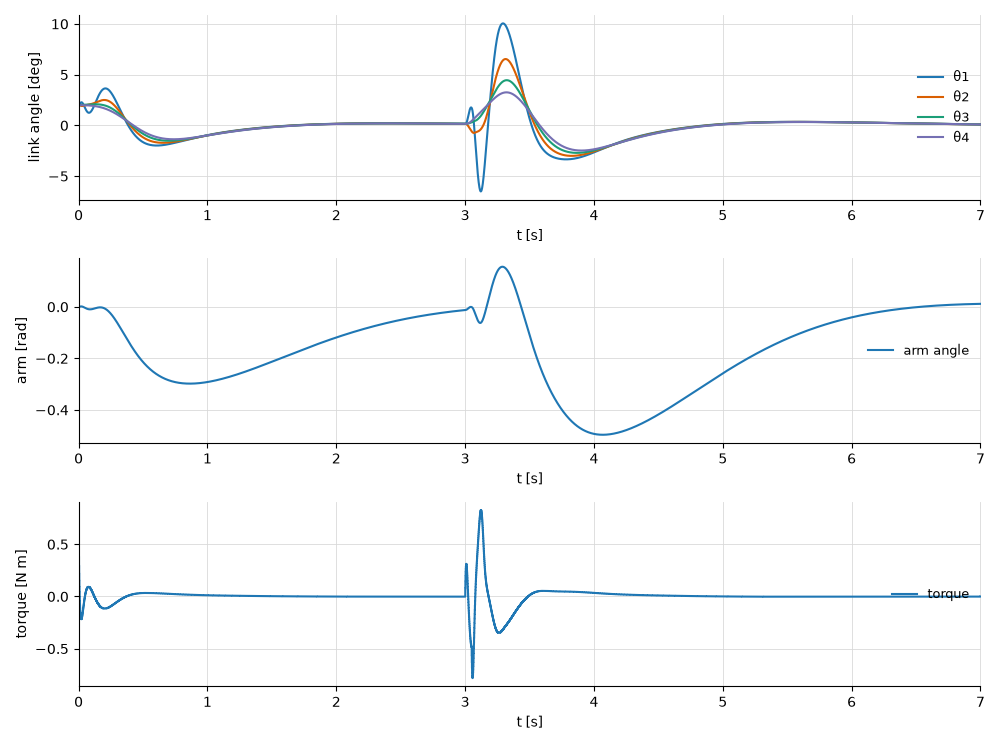 link angle [deg]
10
5
0
−5
θ1
θ2
θ3
θ4
0 1 2 3 4 5 6 7
t [s]
arm [rad]
0.0
−0.2
−0.4
arm angle
0 1 2 3 4 5 6 7
t [s]
torque [N m]
0.5
0.0
−0.5
torque
0 1 2 3 4 5 6 7
t [s]